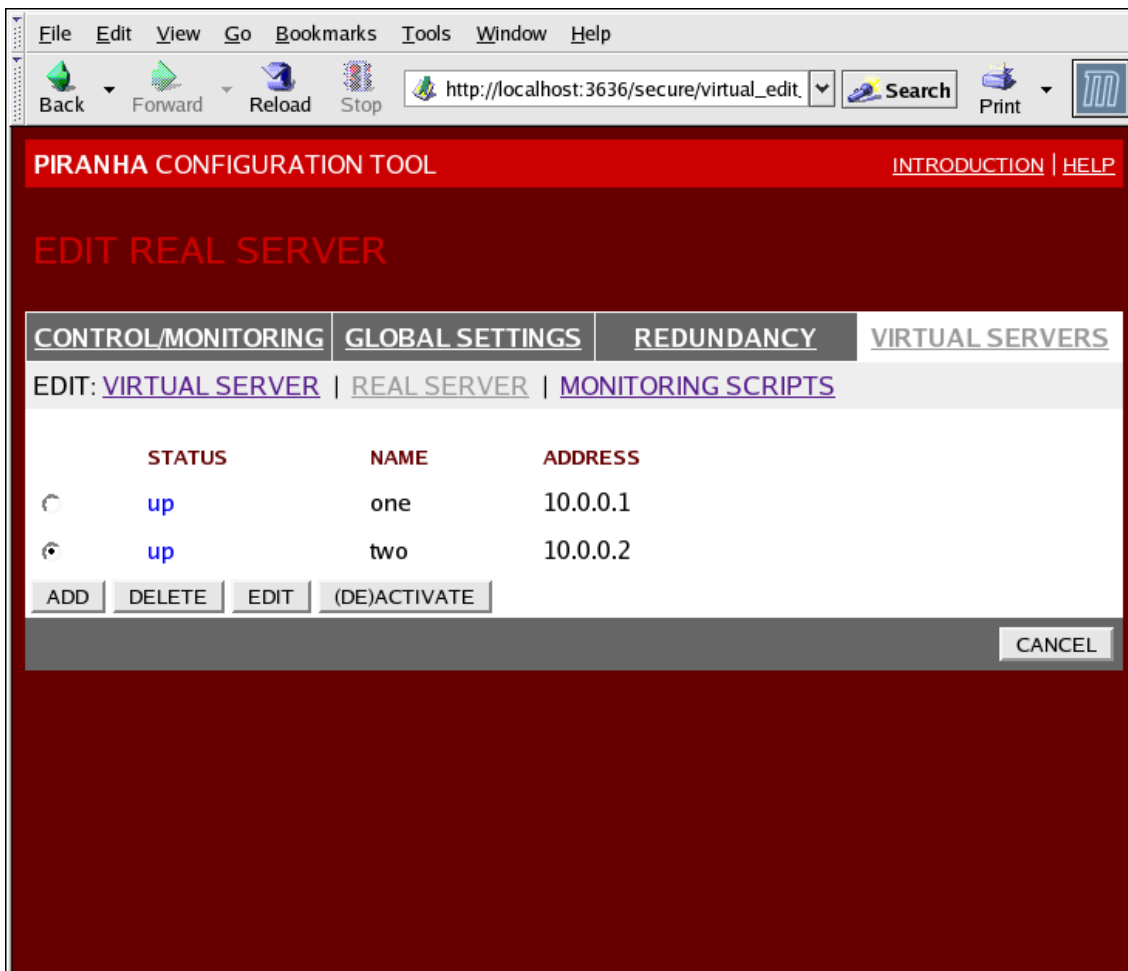 File Edit View Go Bookmarks Tools Window Help
Back Forward Reload Stop http://localhost:3636/secure/virtual_edit_ Search Print
PIRANHA CONFIGURATION TOOL INTRODUCTION | HELP
EDIT REAL SERVER
CONTROL/MONITORING GLOBAL SETTINGS REDUNDANCY VIRTUAL SERVERS
EDIT: VIRTUAL SERVER | REAL SERVER | MONITORING SCRIPTS
STATUS NAME ADDRESS
up one 10.0.0.1
up two 10.0.0.2
ADD DELETE EDIT (DE)ACTIVATE
CANCEL